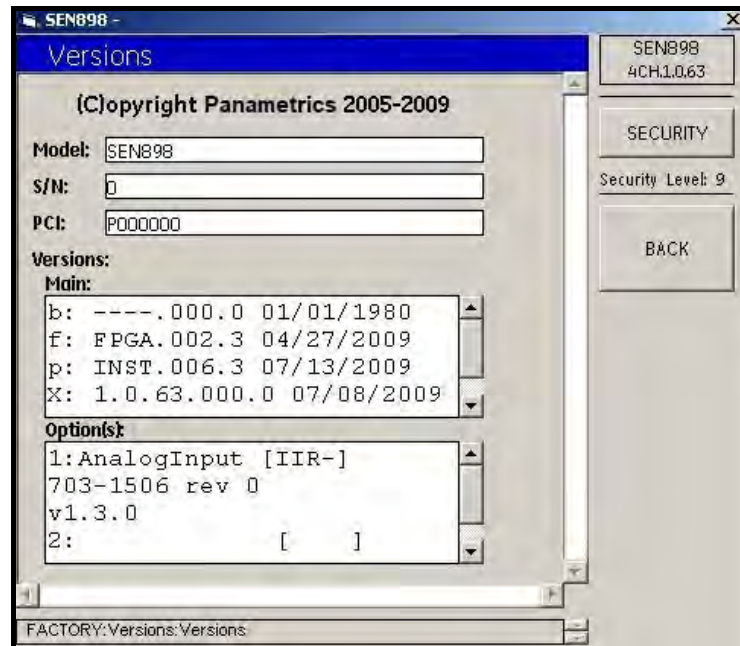 SEN898 -
Versions
(C)opyright Panametrics 2005-2009
Model: SEN898
S/N: 0
PCI: P000000
Versions:
Main:
b: ----.000.0 01/01/1980
f: FPGA.002.3 04/27/2009
p: INST.006.3 07/13/2009
X: 1.0.63.000.0 07/08/2009
Option(s):
1:AnalogInput [IIR-]
703-1506 rev 0
v1.3.0
2: [ ]
FACTORY:Versions:Versions
SEN898
4CH.1.0.63
SECURITY
Security Level: 9
BACK